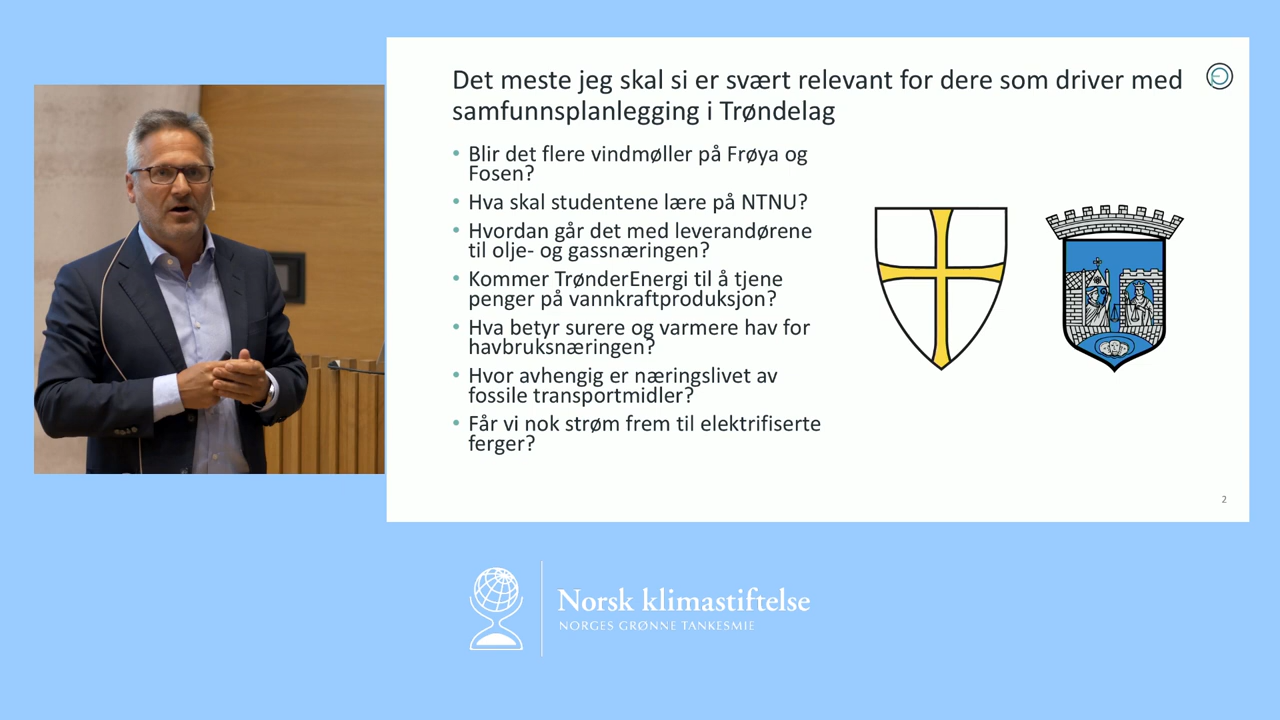 Det meste jeg skal si er svært relevant for dere som driver med
samfunnsplanlegging i Trøndelag
• Blir det flere vindmøller på Frøya og
Fosen?
• Hva skal studentene lære på NTNU?
• Hvordan går det med leverandørene
til olje- og gassnæringen?
• Kommer TrønderEnergi til å tjene
penger på vannkraftproduksjon?
• Hva betyr surere og varmere hav for
havbruksnæringen?
• Hvor avhengig er næringslivet av
fossile transportmidler?
• Får vi nok strøm frem til elektrifiserte
ferger?
2
Norsk klimastiftelse
NORGES GRØNNE TANKESMIE